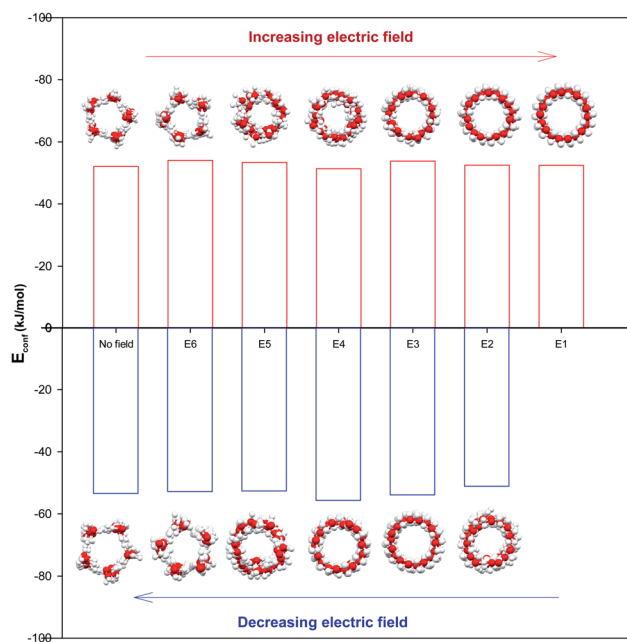 -100
Increasing electric field
-80
-60
-40
-20
0
E_conf (kJ/mol)
No field E6 E5 E4 E3 E2 E1
-20
-40
-60
-80
Decreasing electric field
-100